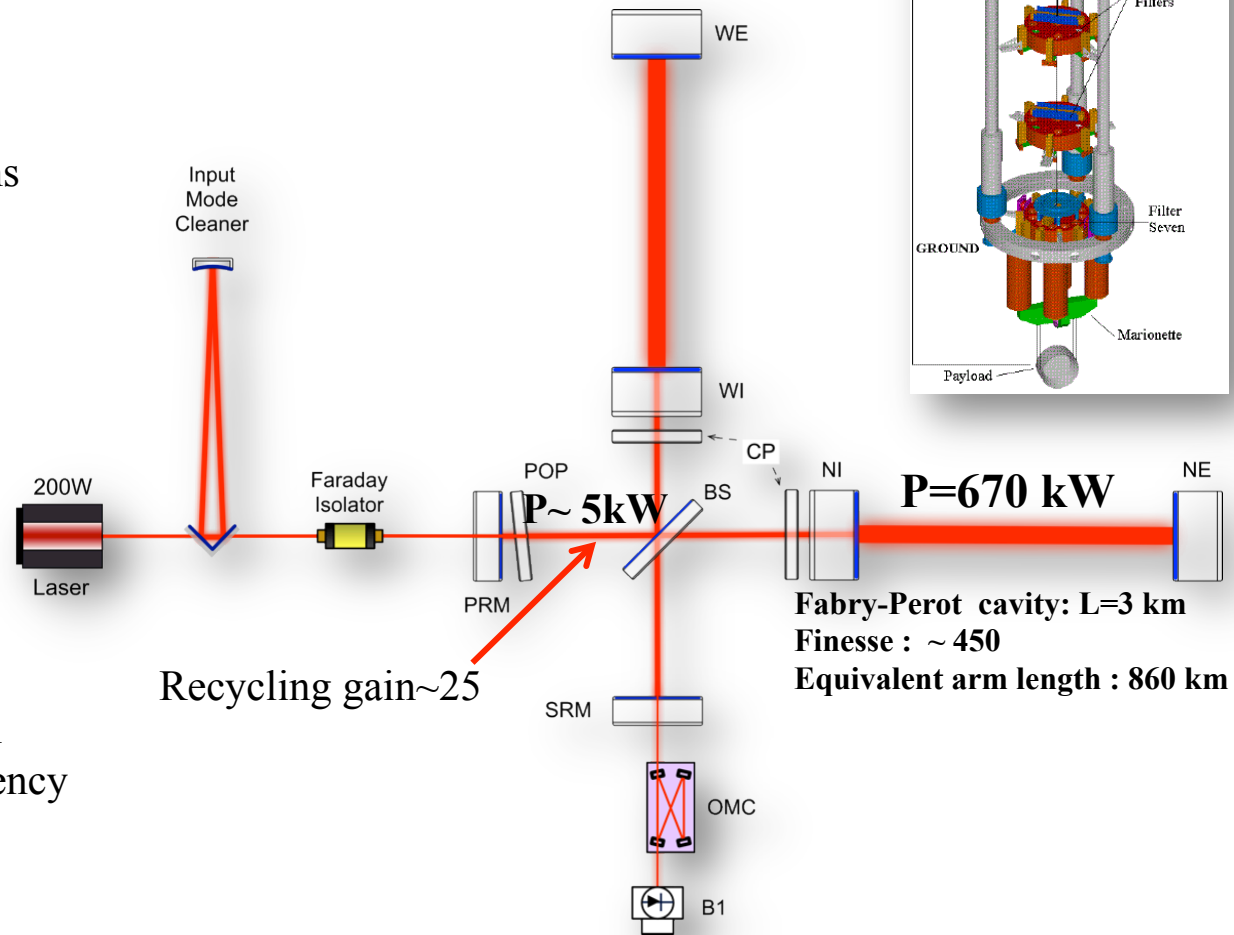 WE
Filters
Input
Mode
Cleaner
Filter
Seven
GROUND
Marionette
Payload
WI
CP
200W
Faraday
Isolator
POP
BS
NI
P=670 kW
NE
P~ 5kW
Laser
PRM
Fabry-Perot cavity: L=3 km
Finesse : ~ 450
Equivalent arm length : 860 km
Recycling gain~25
SRM
ency
OMC
B1